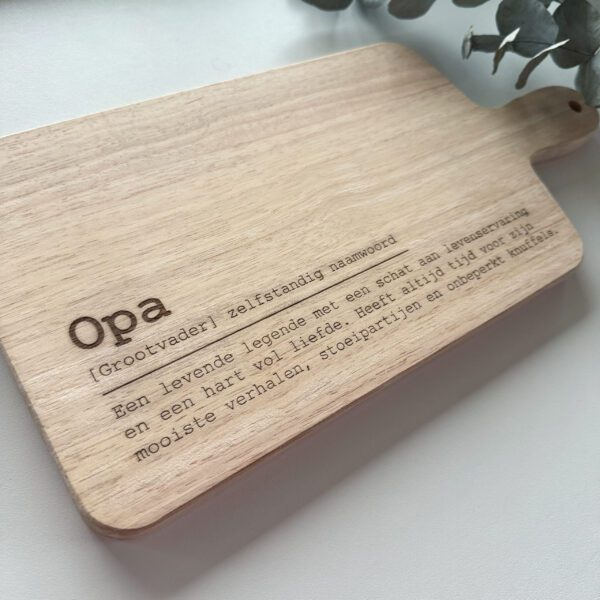 Opa
[Grootvader] zelfstandig naamwoord
Een levende legende met een schat aan levenservaring
en een hart vol liefde. Heeft altijd tijd voor zijn
mooiste verhalen, stoeipartijen en onbeperkt knuffels.